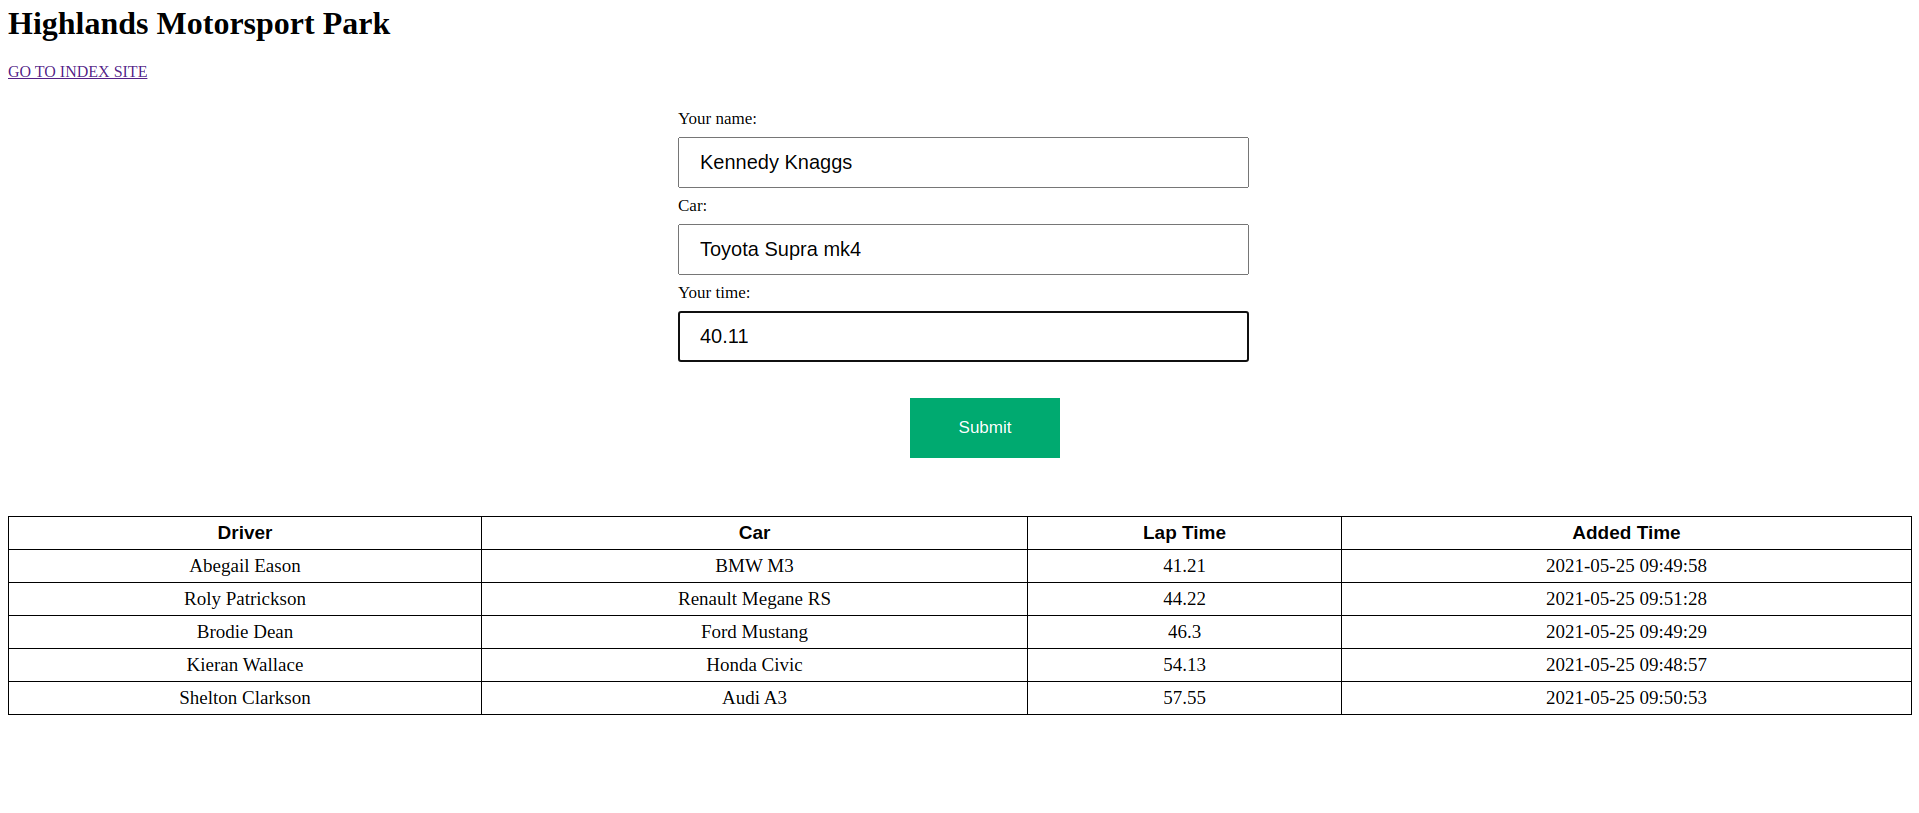 Highlands Motorsport Park
GO TO INDEX SITE
Your name:
Kennedy Knaggs
Car:
Toyota Supra mk4
Your time:
40.11
Submit
Driver Car Lap Time Added Time
Abegail Eason BMW M3 41.21 2021-05-25 09:49:58
Roly Patrickson Renault Megane RS 44.22 2021-05-25 09:51:28
Brodie Dean Ford Mustang 46.3 2021-05-25 09:49:29
Kieran Wallace Honda Civic 54.13 2021-05-25 09:48:57
Shelton Clarkson Audi A3 57.55 2021-05-25 09:50:53